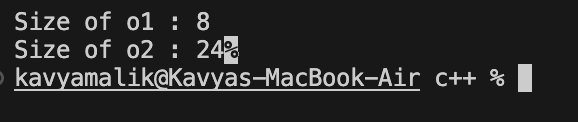 Size of o1 : 8
Size of o2 : 24%
kavyamalik@Kavyas-MacBook-Air c++ %